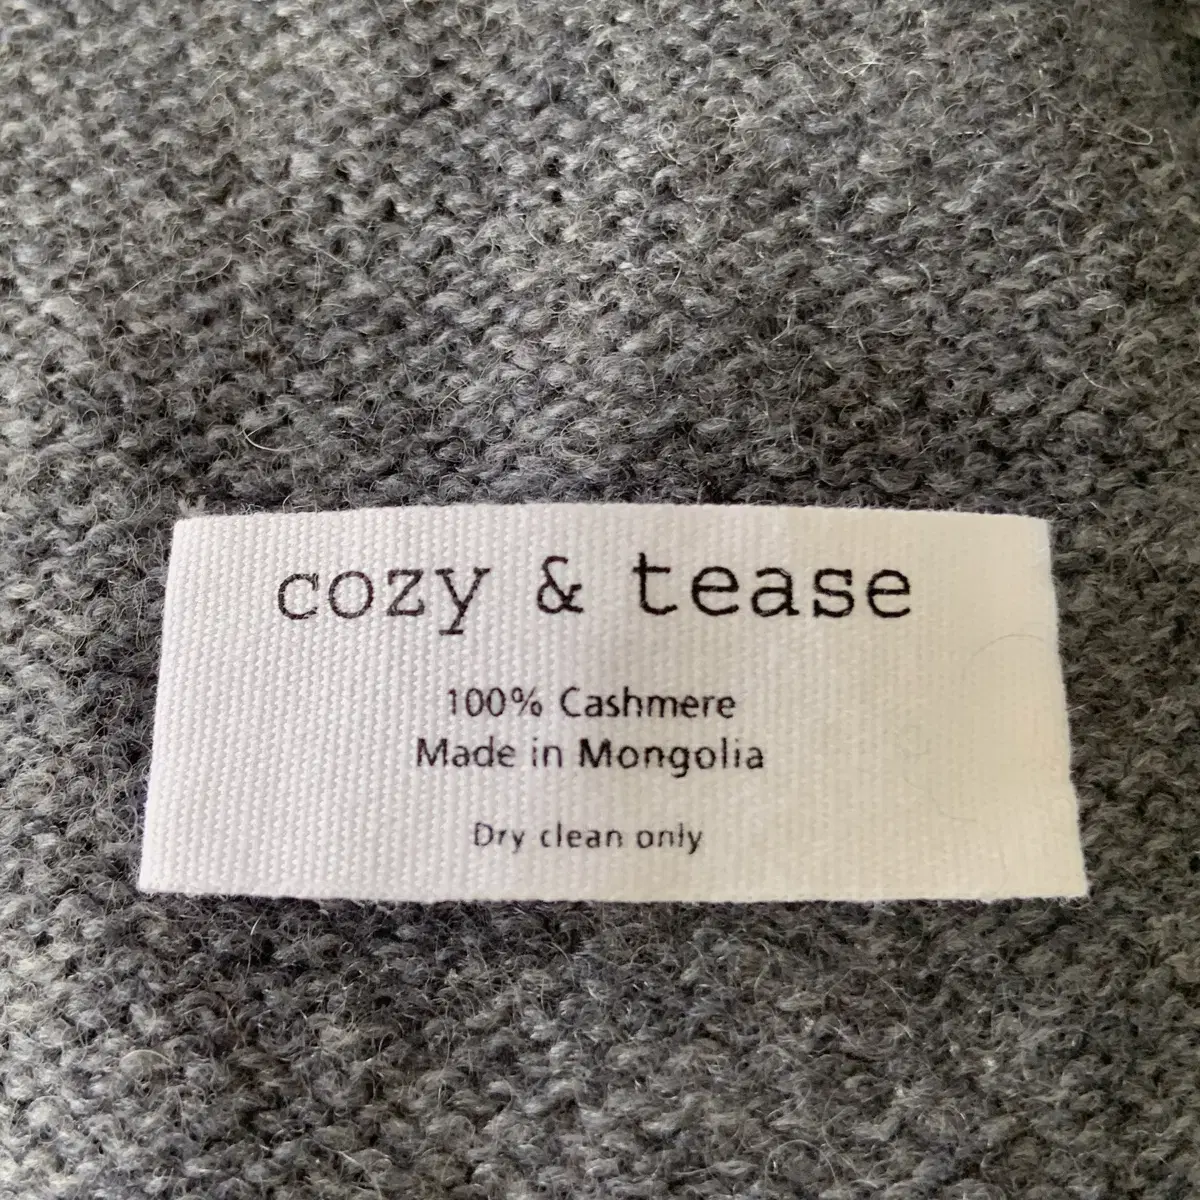 cozy & tease
100% Cashmere
Made in Mongolia
Dry clean only